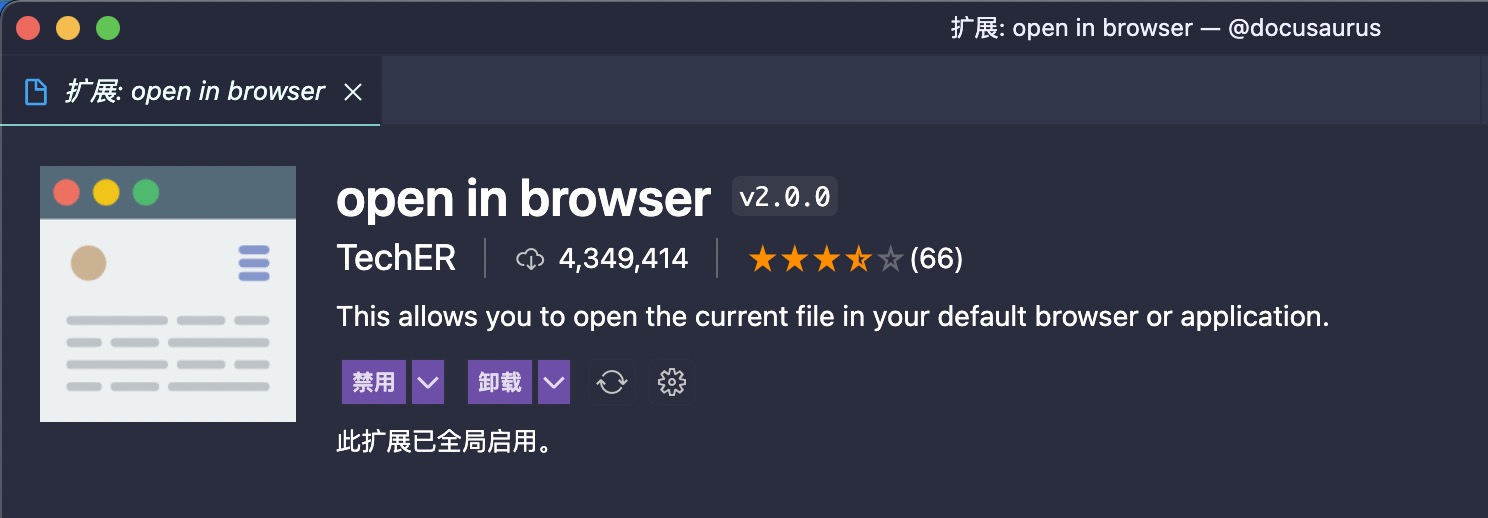 扩展: open in browser — @docusaurus
扩展: open in browser
open in browser v2.0.0
TechER 4,349,414 (66)
This allows you to open the current file in your default browser or application.
禁用 卸载
此扩展已全局启用。